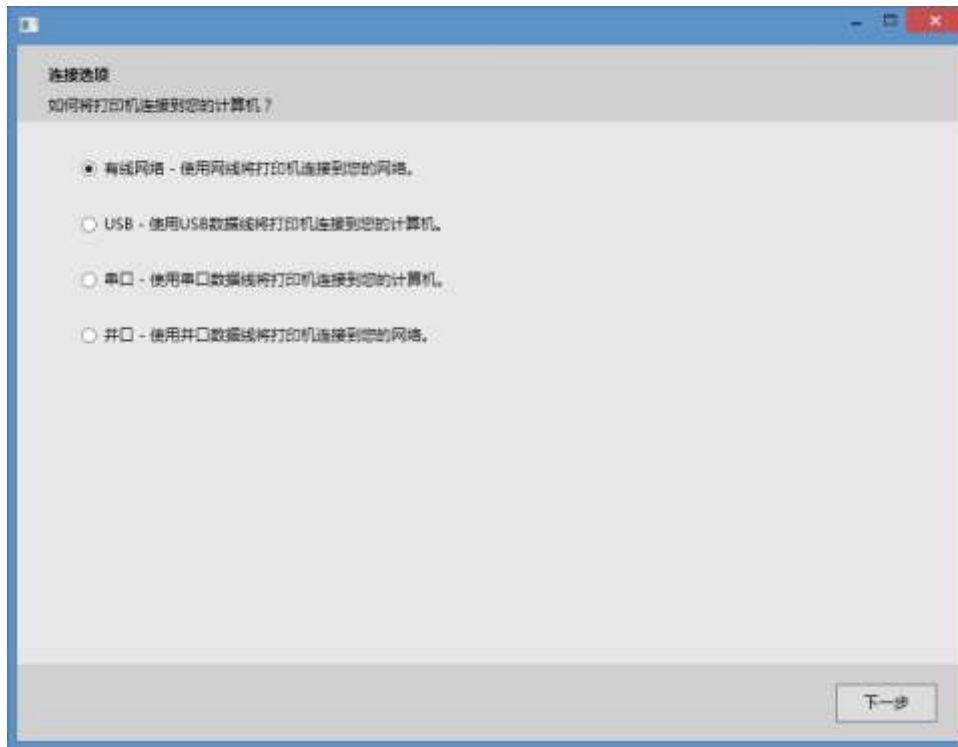 连接选项
如何将打印机连接到您的计算机？
有线网络 - 使用网线将打印机连接到您的网络。
USB - 使用USB数据线将打印机连接到您的计算机。
串口 - 使用串口数据线将打印机连接到您的计算机。
并口 - 使用并口数据线将打印机连接到您的网络。
下一步